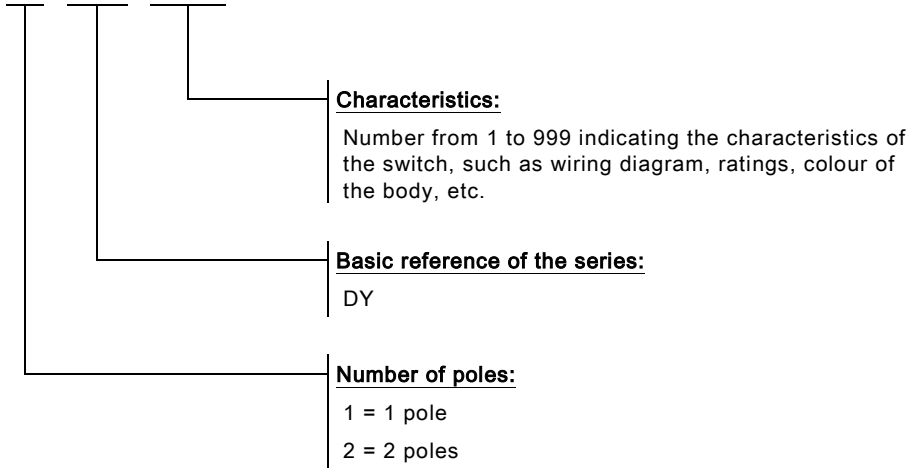 Characteristics:
Number from 1 to 999 indicating the characteristics of
the switch, such as wiring diagram, ratings, colour of
the body, etc.
Basic reference of the series:
DY
Number of poles:
1 = 1 pole
2 = 2 poles